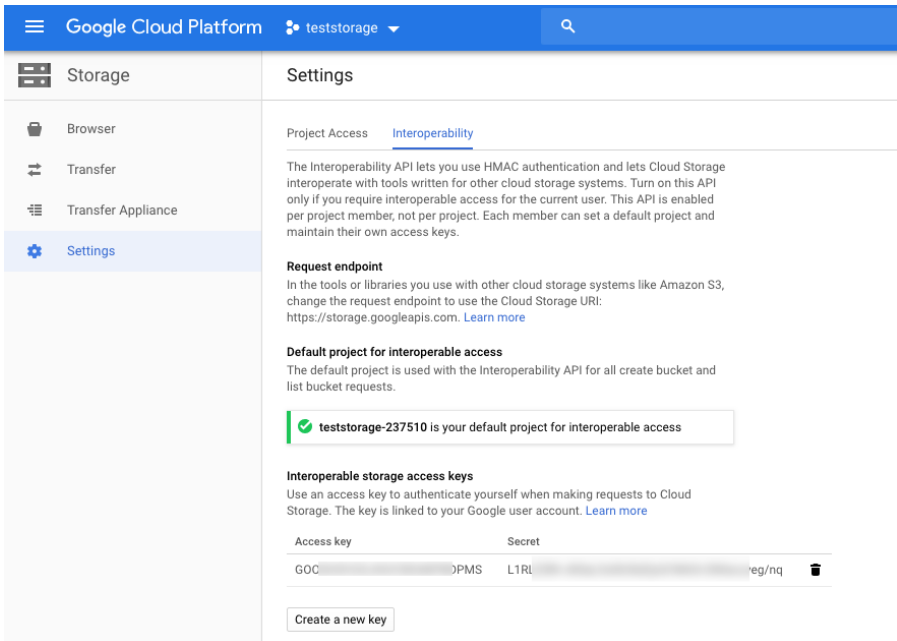 Google Cloud Platform teststorage
Storage
Settings
Browser
Transfer
Transfer Appliance
Settings
Project Access Interoperability
The Interoperability API lets you use HMAC authentication and lets Cloud Storage
interoperate with tools written for other cloud storage systems. Turn on this API
only if you require interoperable access for the current user. This API is enabled
per project member, not per project. Each member can set a default project and
maintain their own access keys.
Request endpoint
In the tools or libraries you use with other cloud storage systems like Amazon S3,
change the request endpoint to use the Cloud Storage URI:
https://storage.googleapis.com. Learn more
Default project for interoperable access
The default project is used with the Interoperability API for all create bucket and
list bucket requests.
teststorage-237510 is your default project for interoperable access
Interoperable storage access keys
Use an access key to authenticate yourself when making requests to Cloud
Storage. The key is linked to your Google user account. Learn more
Access key Secret
Create a new key